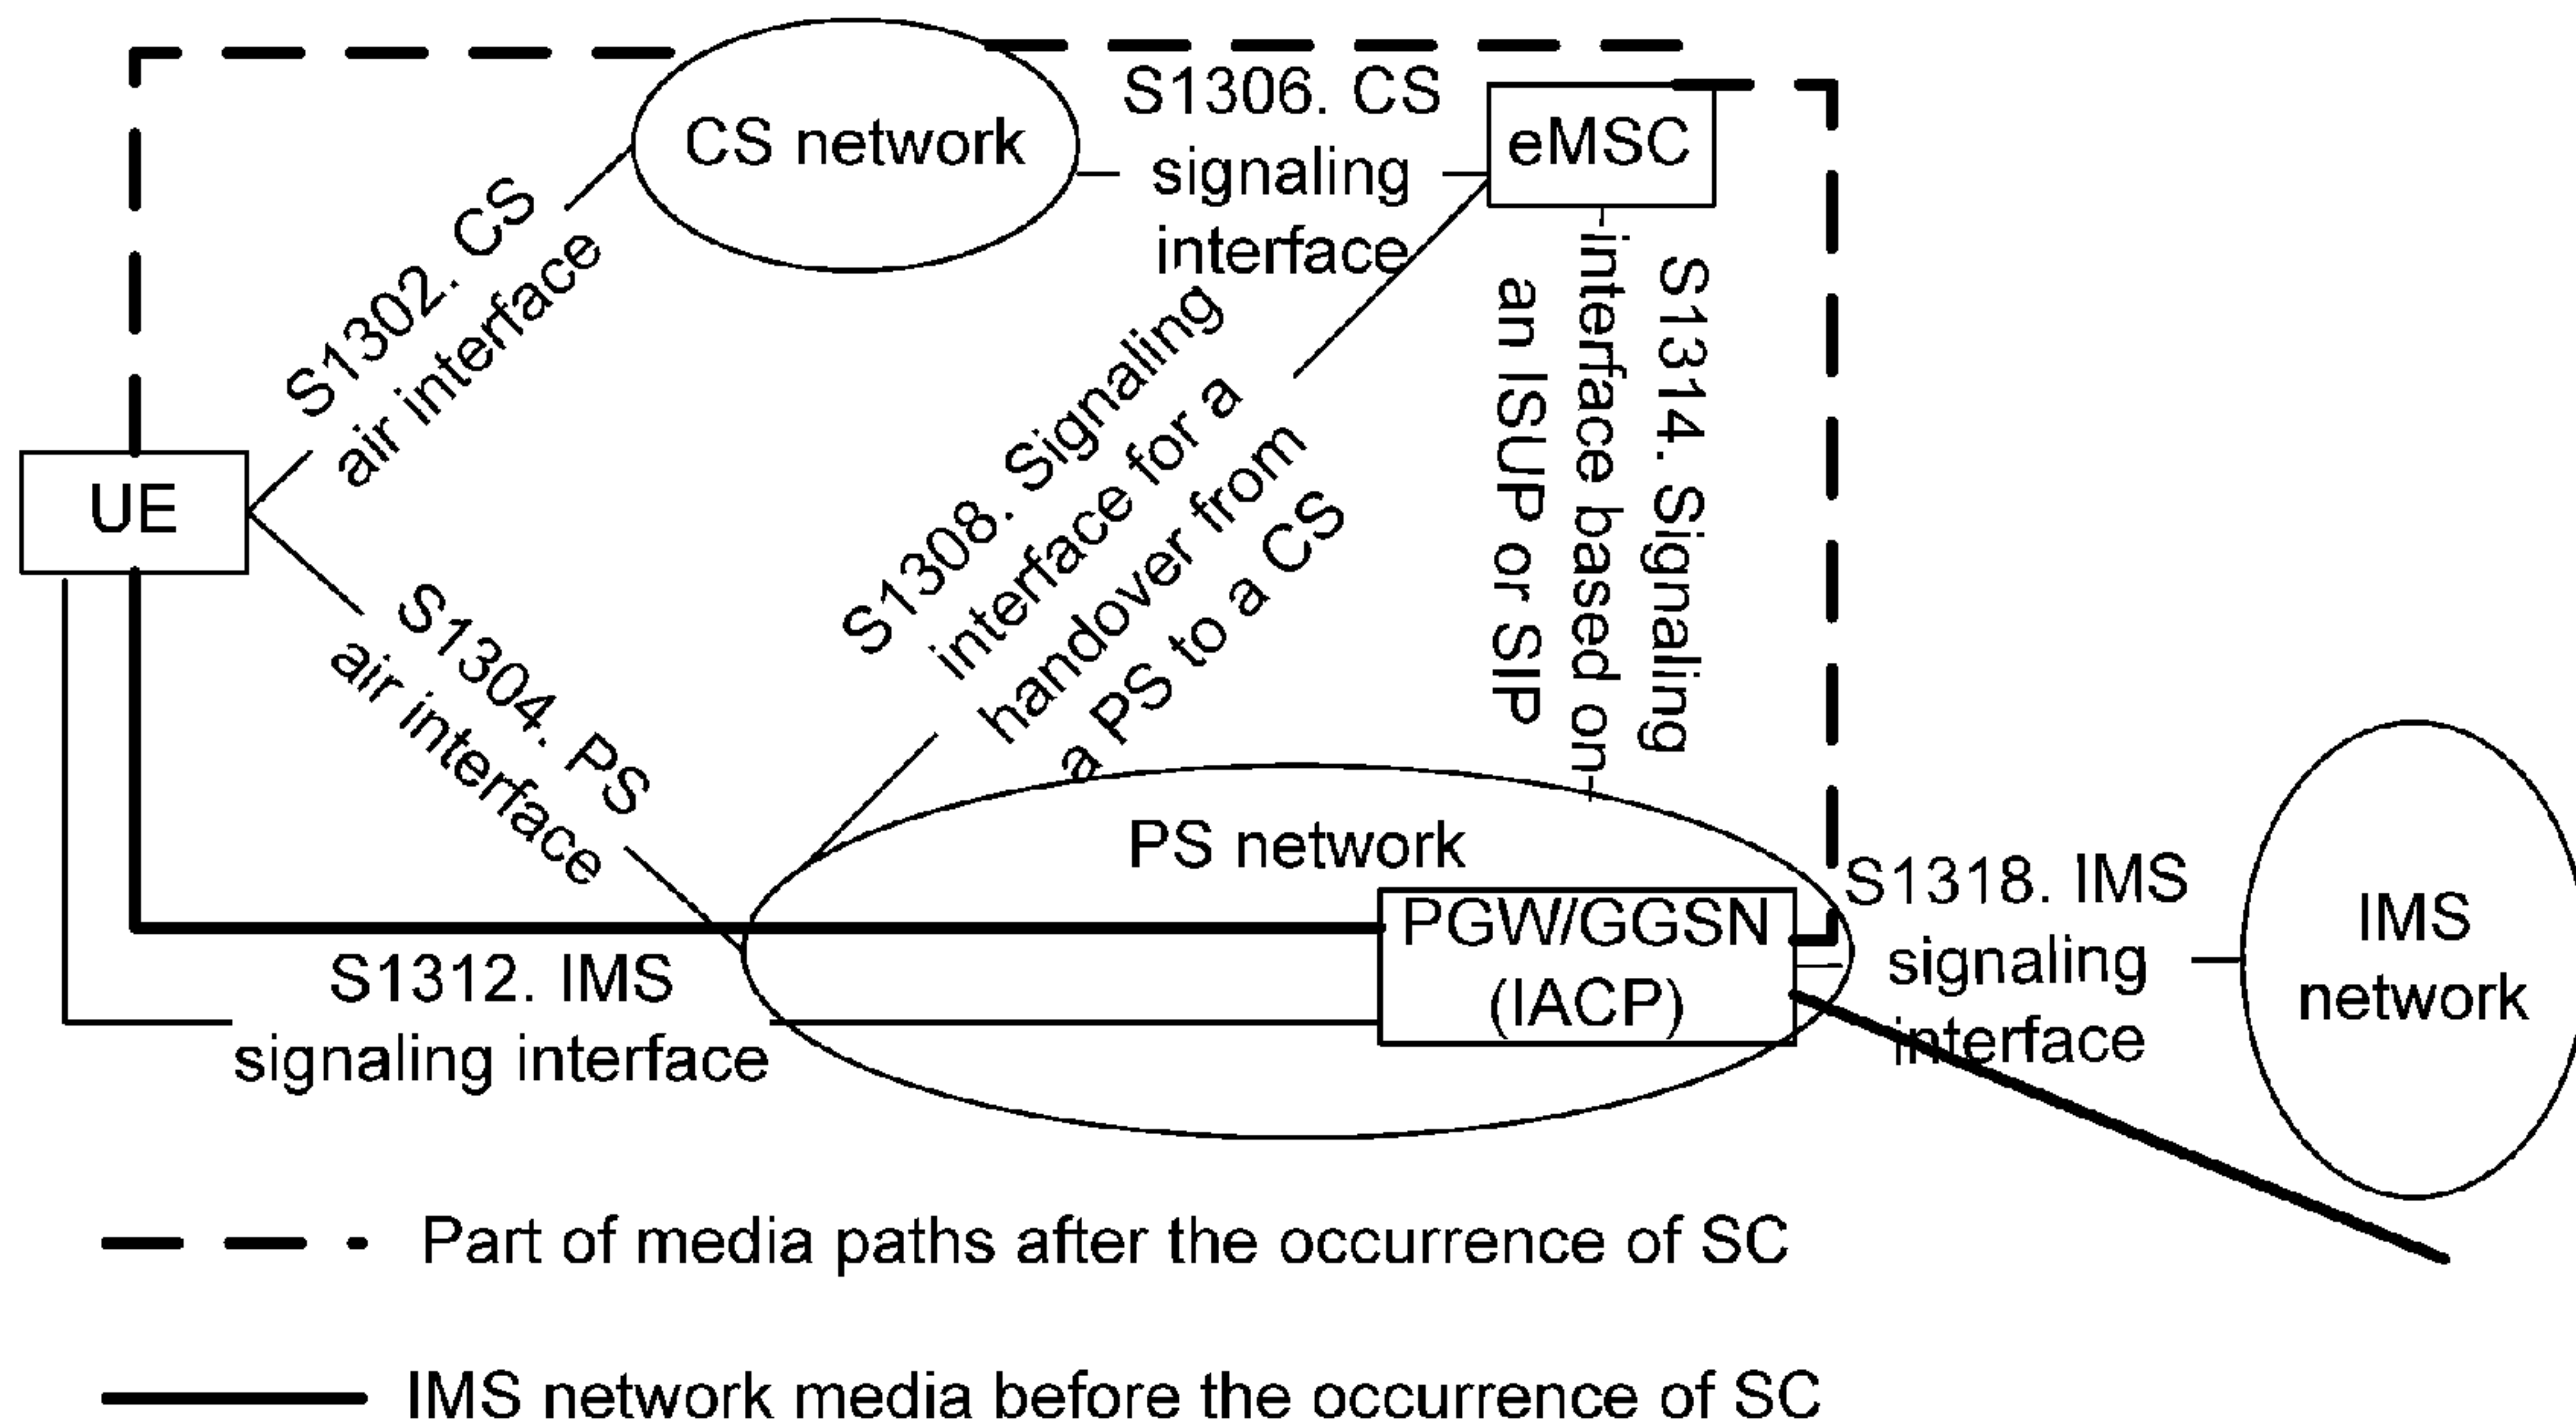 CS network
S1306. CS
signaling
interface
eMSC
S1302. CS
air interface
UE
S1304. PS
air interface
S1308. Signaling
interface for a
handover from
a PS to a CS
S1314. Signaling
interface based on
an ISUP or SIP
PS network
PGW/GGSN
(IACP)
S1312. IMS
signaling interface
S1318. IMS
signaling
interface
IMS
network
Part of media paths after the occurrence of SC
IMS network media before the occurrence of SC